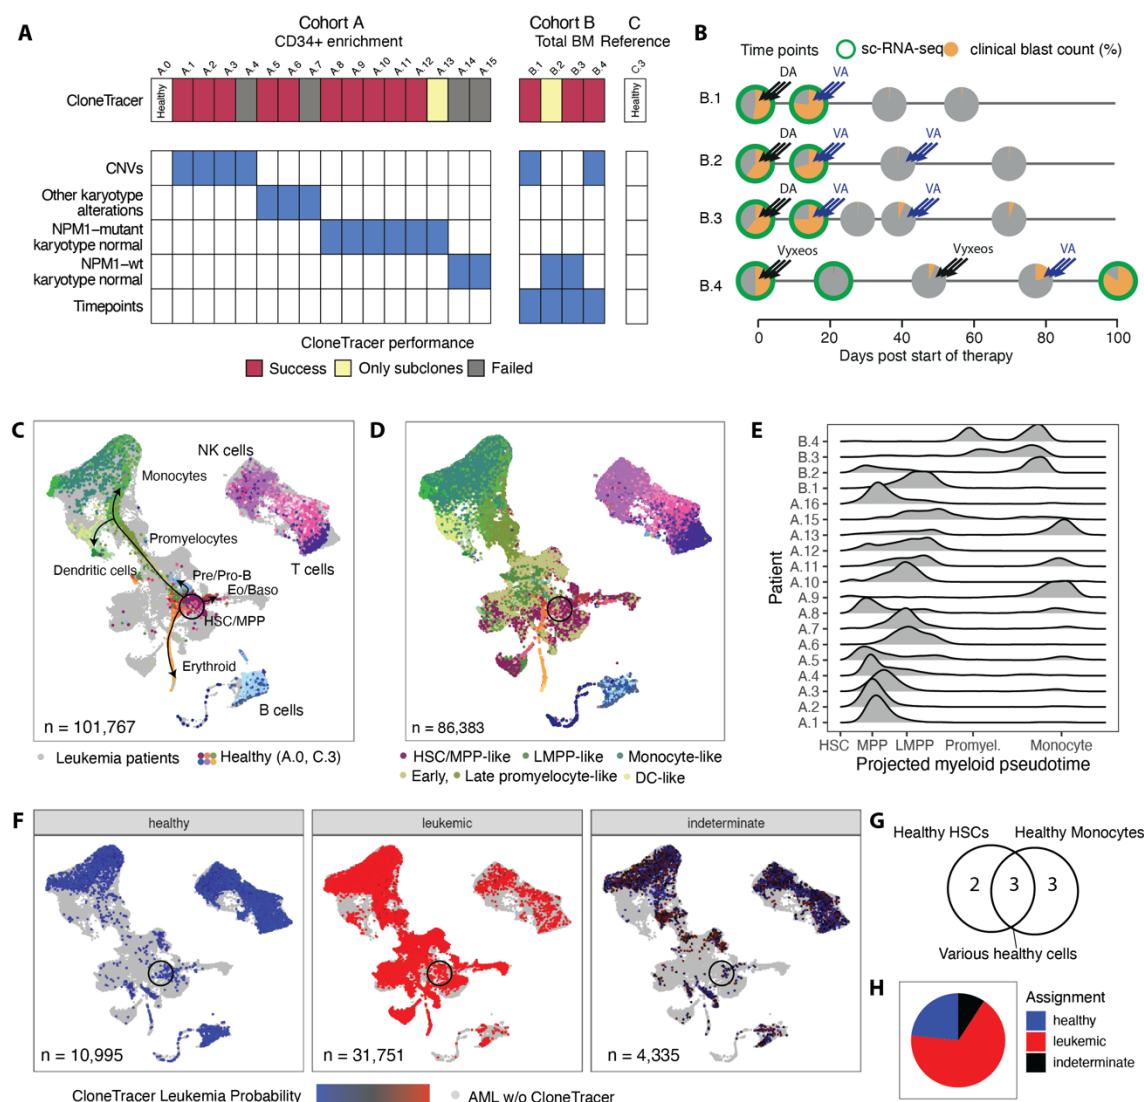 A
Cohort A
CD34+ enrichment
Cohort B
Total BM
C
Reference
A.0 A.1 A.2 A.3 A.4 A.5 A.6 A.7 A.8 A.9 A.10 A.11 A.12 A.13 A.14 A.15 B.1 B.2 B.3 B.4 C.3
CloneTracer
Healthy
Healthy
CNVs
Other karyotype
alterations
NPM1–mutant
karyotype normal
NPM1–wt
karyotype normal
Timepoints
CloneTracer performance
Success Only subclones Failed
B
Time points sc-RNA-seq clinical blast count (%)
DA VA
B.1
DA VA VA
B.2
DA VA VA
B.3
Vyxeos Vyxeos VA
B.4
0 20 40 60 80 100
Days post start of therapy
C
NK cells
Monocytes
Promyelocytes
T cells
Dendritic cells
Pre/Pro-B
Eo/Baso
HSC/MPP
Erythroid
B cells
n = 101,767
Leukemia patients Healthy (A.0, C.3)
D
n = 86,383
HSC/MPP-like LMPP-like Monocyte-like
Early, Late promyelocyte-like DC-like
E
Patient
B.4
B.3
B.2
B.1
A.16
A.15
A.13
A.12
A.11
A.10
A.9
A.8
A.7
A.6
A.5
A.4
A.3
A.2
A.1
HSC MPP LMPP Promyel. Monocyte
Projected myeloid pseudotime
F
healthy leukemic indeterminate
n = 10,995 n = 31,751 n = 4,335
CloneTracer Leukemia Probability AML w/o CloneTracer
G
Healthy HSCs Healthy Monocytes
2 3 3
Various healthy cells
H
Assignment
healthy
leukemic
indeterminate